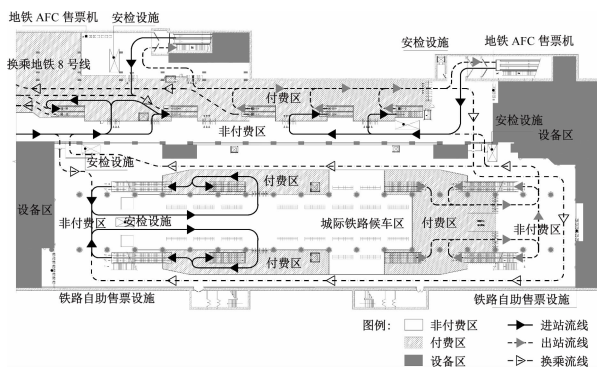 地铁 AFC 售票机
安检设施
安检设施
地铁 AFC 售票机
换乘地铁 8 号线
付费区
非付费区
安检设施
设备区
安检设施
付费区
设备区
非付费区
安检设施
城际铁路候车区
付费区
非付费区
付费区
铁路自助售票设施
铁路自助售票设施
图例：
非付费区
进站流线
付费区
出站流线
设备区
换乘流线